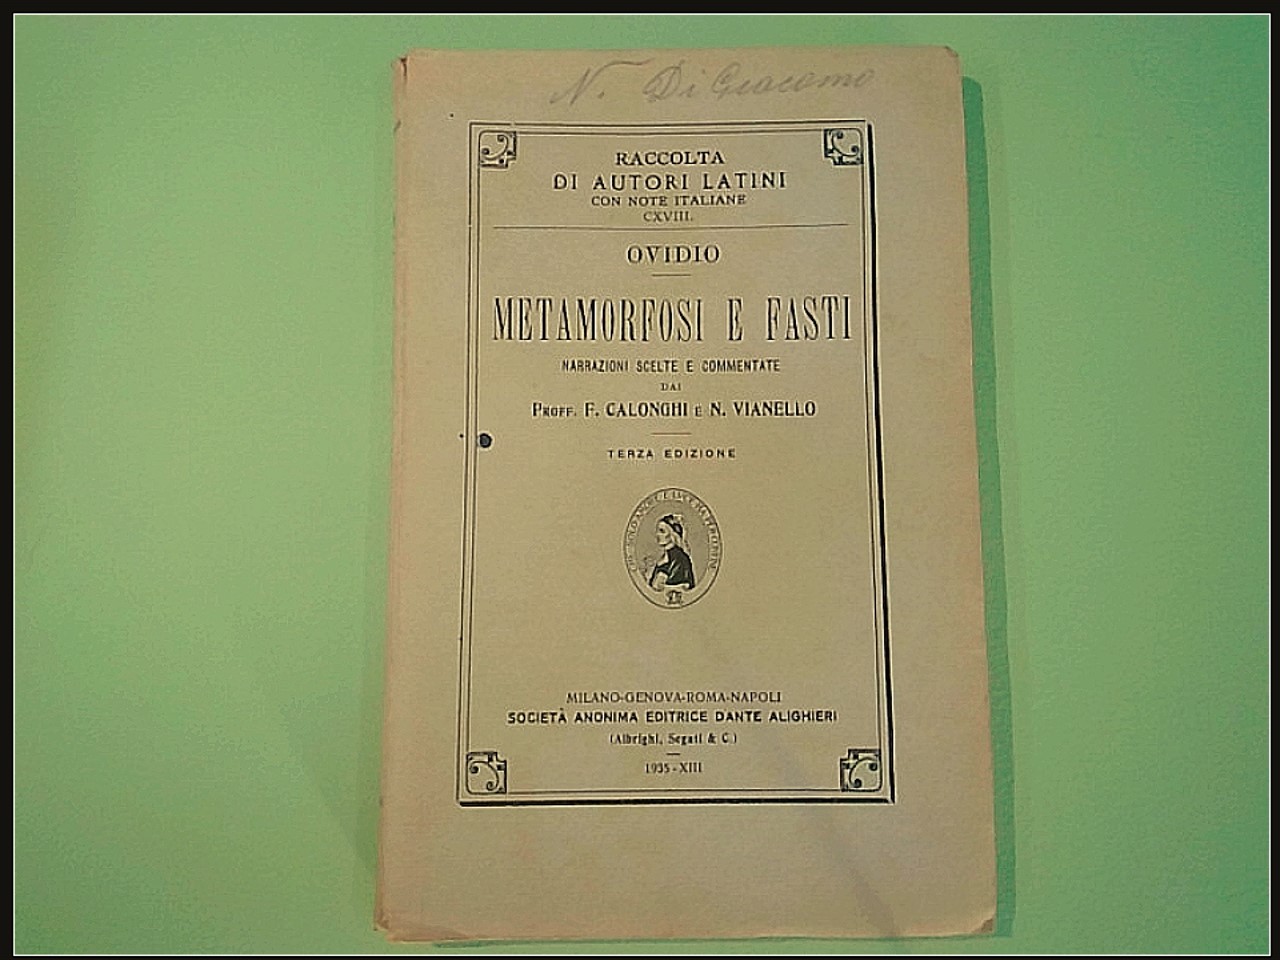 N. Di Giacomo
RACCOLTA
DI AUTORI LATINI
CON NOTE ITALIANE
CXVIII.
OVIDIO
METAMORFOSI E FASTI
NARRAZIONI SCELTE E COMMENTATE
DAI
PROFF. F. CALONGHI E N. VIANELLO
TERZA EDIZIONE
MILANO-GENOVA-ROMA-NAPOLI
SOCIETÀ ANONIMA EDITRICE DANTE ALIGHIERI
(Albrighi, Segati & C.)
1935-XIII